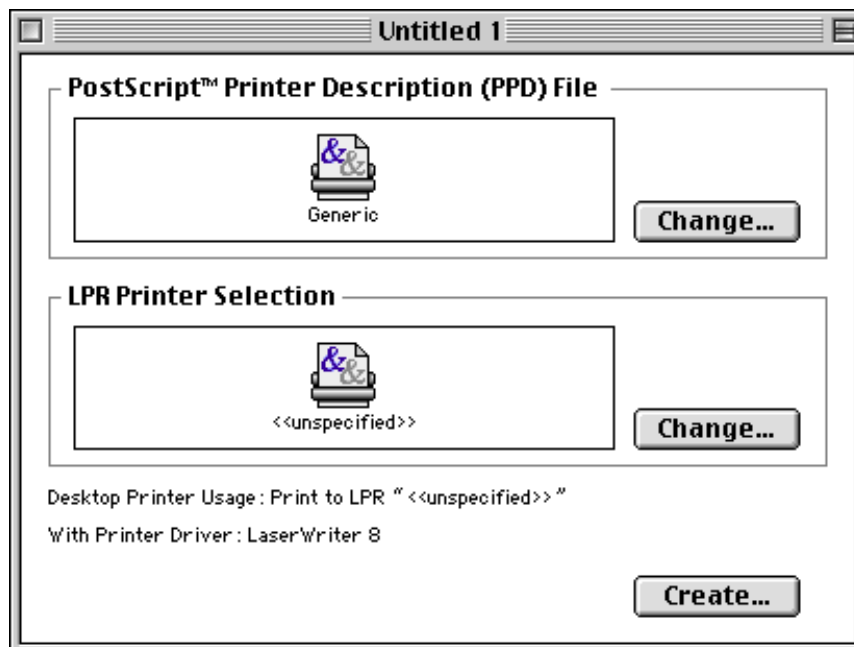 Untitled 1
PostScript™ Printer Description (PPD) File
&&
Generic
Change...
LPR Printer Selection
&&
<<unspecified>>
Change...
Desktop Printer Usage : Print to LPR “ <<unspecified>> ”
With Printer Driver : LaserWriter 8
Create...